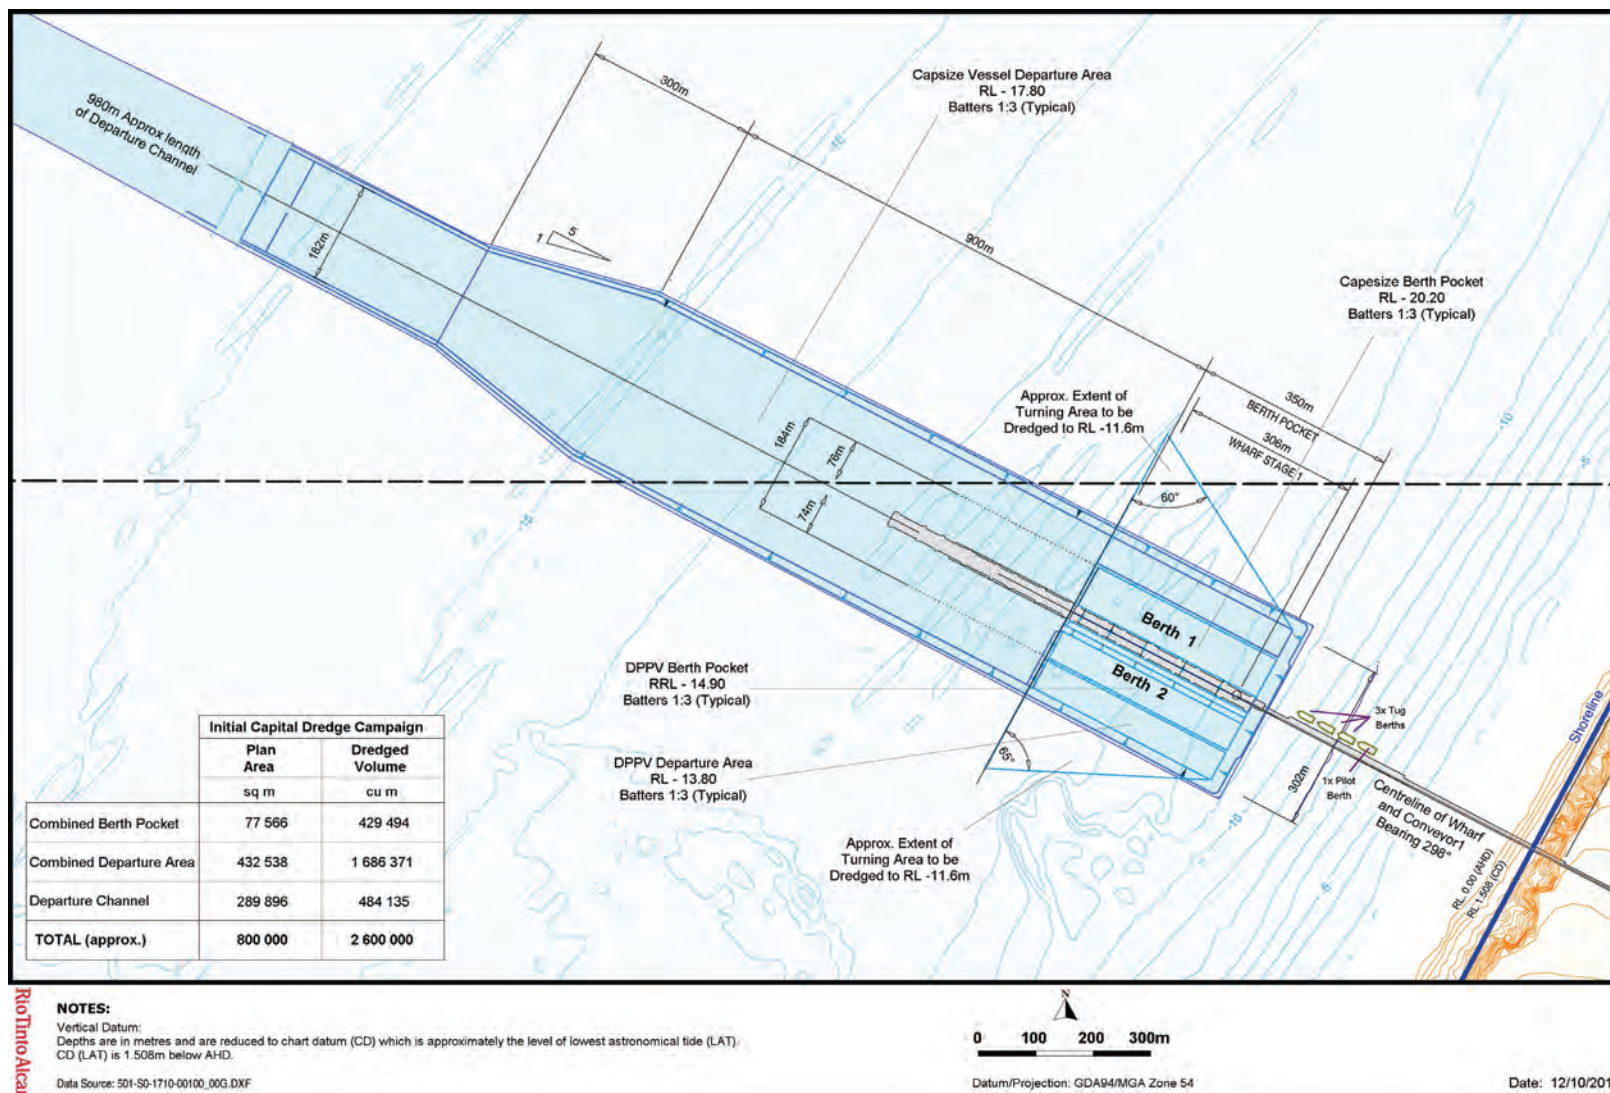 980m Approx length
of Departure Channel
300m
Capsize Vessel Departure Area
RL - 17.80
Batters 1:3 (Typical)
-16
182m
1
5
900m
Capesize Berth Pocket
RL - 20.20
Batters 1:3 (Typical)
Approx. Extent of
Turning Area to be
Dredged to RL -11.6m
350m
BERTH POCKET
306m
WHARF STAGE 1
-10
-5
184m
76m
74m
60°
-15
Berth 1
Berth 2
DPPV Berth Pocket
RRL - 14.90
Batters 1:3 (Typical)
DPPV Departure Area
RL - 13.80
Batters 1:3 (Typical)
65°
3x Tug
Berths
1x Pilot
Berth
302m
Shoreline
Centreline of Wharf
and Conveyor1
Bearing 298°
-10
RL 0.00 (AHD)
RL 1.508 (CD)
Approx. Extent of
Turning Area to be
Dredged to RL -11.6m
Initial Capital Dredge Campaign
Plan Area Dredged Volume
sq m cu m
Combined Berth Pocket 77 566 429 494
Combined Departure Area 432 538 1 686 371
Departure Channel 289 896 484 135
TOTAL (approx.) 800 000 2 600 000
RioTintoAlca
NOTES:
Vertical Datum:
Depths are in metres and are reduced to chart datum (CD) which is approximately the level of lowest astronomical tide (LAT).
CD (LAT) is 1.508m below AHD.
Data Source: 501-S0-1710-00100_00G.DXF
N
0 100 200 300m
Datum/Projection: GDA94/MGA Zone 54
Date: 12/10/201